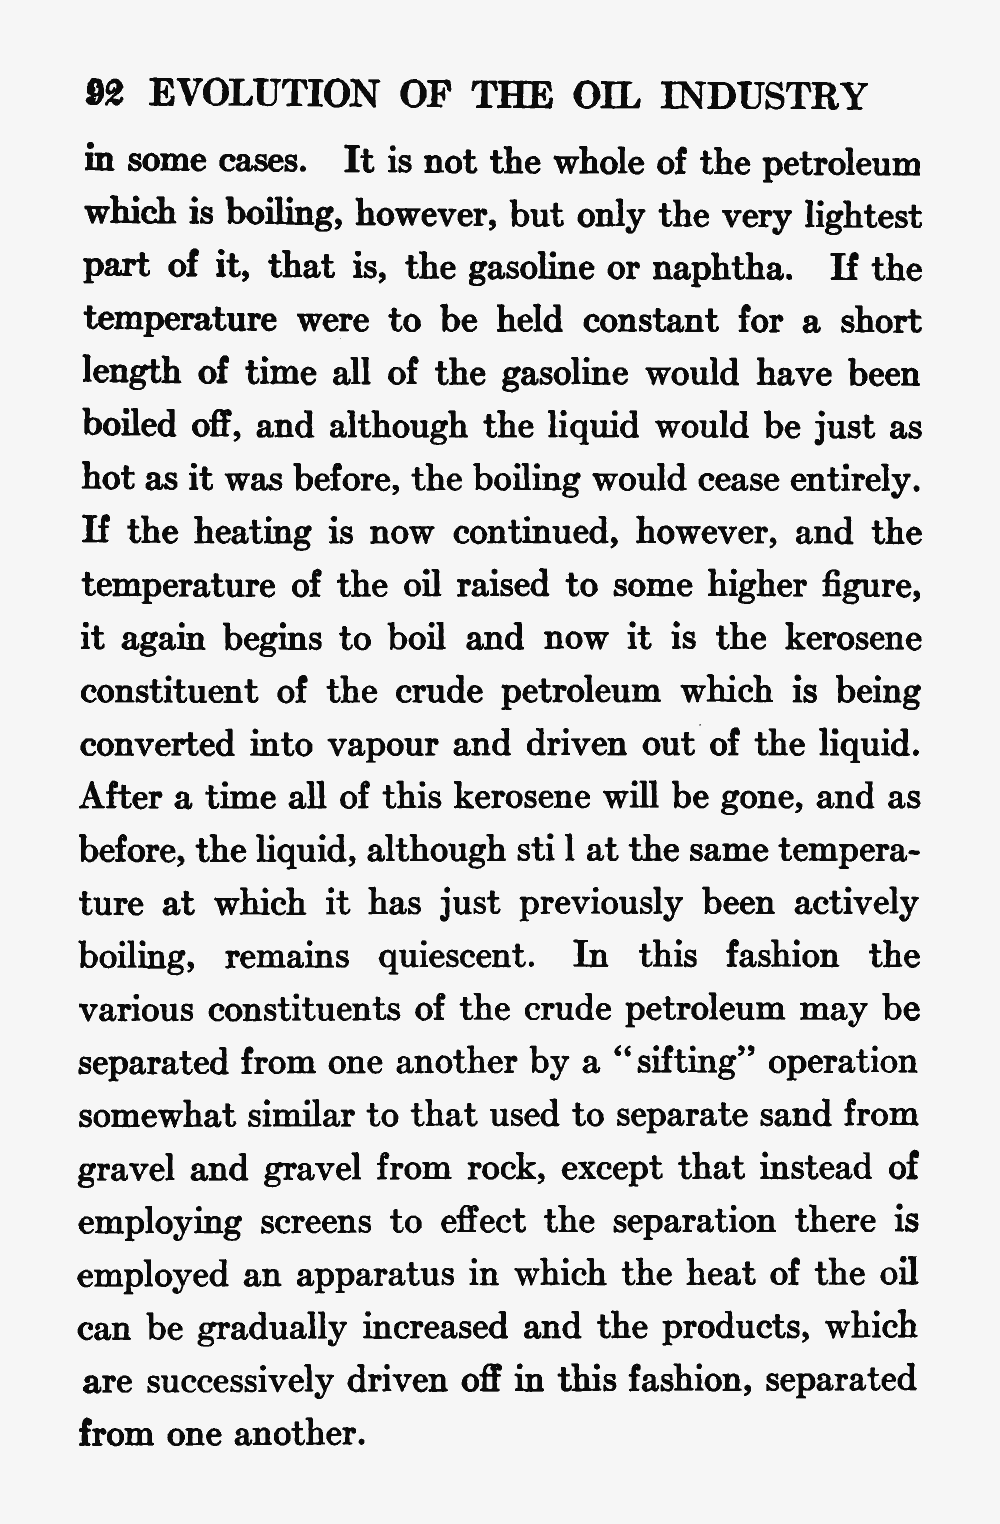 92 EVOLUTION OF THE OIL INDUSTRY
in some cases. It is not the whole of the petroleum
which is boiling, however, but only the very lightest
part of it, that is, the gasoline or naphtha. If the
temperature were to be held constant for a short
length of time all of the gasoline would have been
boiled off, and although the liquid would be just as
hot as it was before, the boiling would cease entirely.
If the heating is now continued, however, and the
temperature of the oil raised to some higher figure,
it again begins to boil and now it is the kerosene
constituent of the crude petroleum which is being
converted into vapour and driven out of the liquid.
After a time all of this kerosene will be gone, and as
before, the liquid, although sti l at the same tempera-
ture at which it has just previously been actively
boiling, remains quiescent. In this fashion the
various constituents of the crude petroleum may be
separated from one another by a “sifting” operation
somewhat similar to that used to separate sand from
gravel and gravel from rock, except that instead of
employing screens to effect the separation there is
employed an apparatus in which the heat of the oil
can be gradually increased and the products, which
are successively driven off in this fashion, separated
from one another.